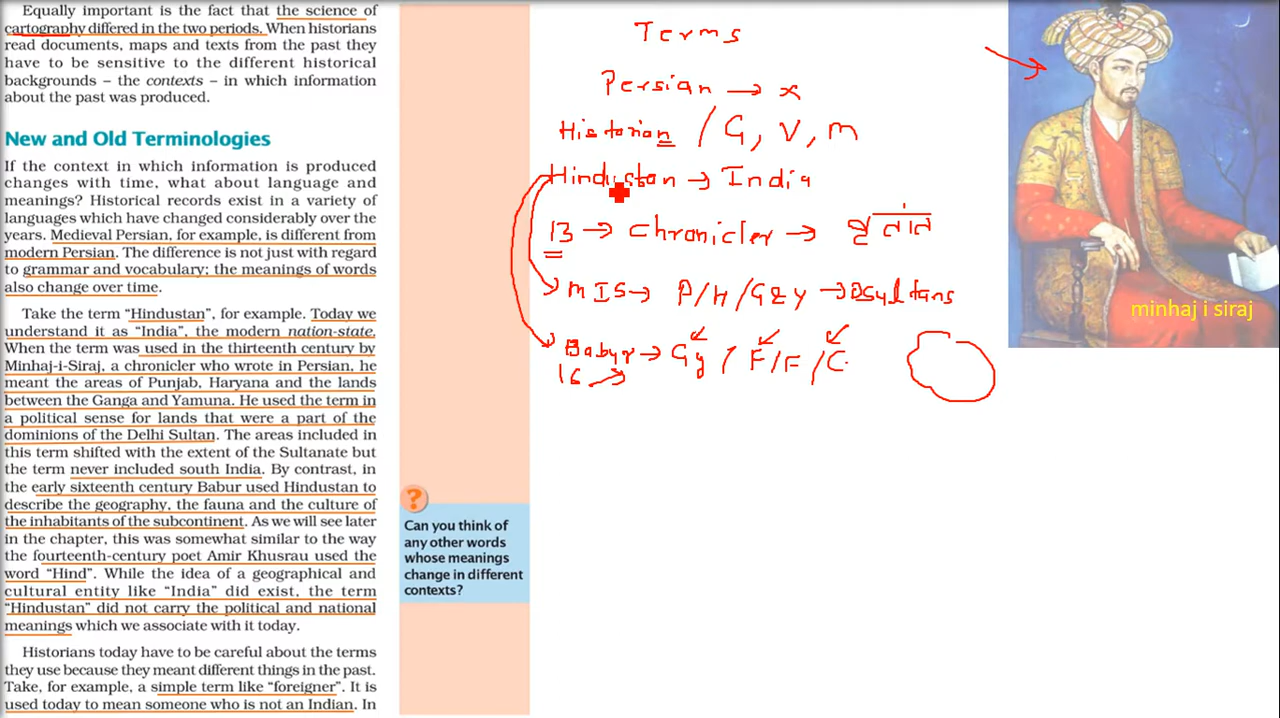 Equally important is the fact that the science of
cartography differed in the two periods. When historians
read documents, maps and texts from the past they
have to be sensitive to the different historical
backgrounds – the contexts – in which information
about the past was produced.
New and Old Terminologies
If the context in which information is produced
changes with time, what about language and
meanings? Historical records exist in a variety of
languages which have changed considerably over the
years. Medieval Persian, for example, is different from
modern Persian. The difference is not just with regard
to grammar and vocabulary; the meanings of words
also change over time.
Take the term “Hindustan”, for example. Today we
understand it as “India”, the modern nation-state.
When the term was used in the thirteenth century by
Minhaj-i-Siraj, a chronicler who wrote in Persian, he
meant the areas of Punjab, Haryana and the lands
between the Ganga and Yamuna. He used the term in
a political sense for lands that were a part of the
dominions of the Delhi Sultan. The areas included in
this term shifted with the extent of the Sultanate but
the term never included south India. By contrast, in
the early sixteenth century Babur used Hindustan to
describe the geography, the fauna and the culture of
the inhabitants of the subcontinent. As we will see later
in the chapter, this was somewhat similar to the way
the fourteenth-century poet Amir Khusrau used the
word “Hind”. While the idea of a geographical and
cultural entity like “India” did exist, the term
“Hindustan” did not carry the political and national
meanings which we associate with it today.
Historians today have to be careful about the terms
they use because they meant different things in the past.
Take, for example, a simple term like “foreigner”. It is
used today to mean someone who is not an Indian. In
?
Can you think of
any other words
whose meanings
change in different
contexts?
Terms
Persian → x
Historian / G, V, M
Hindustan → India
13 → Chronicler →
MIS → P/H/G&Y → DSultans
Babur → Gy / F/F / C
16 →
minhaj i siraj